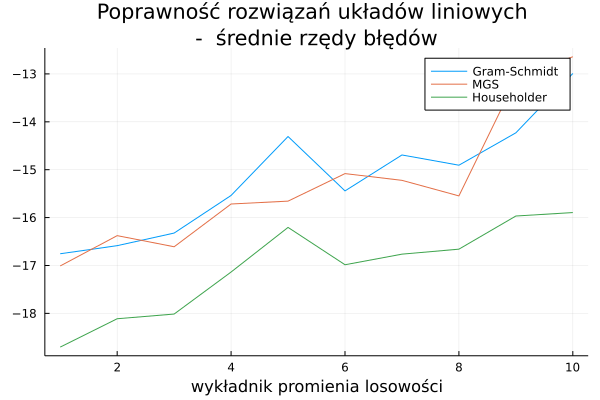 Poprawność rozwiązań układów liniowych
- średnie rzędy błędów
Gram-Schmidt
MGS
Householder
−13
−14
−15
−16
−17
−18
2 4 6 8 10
wykładnik promienia losowości